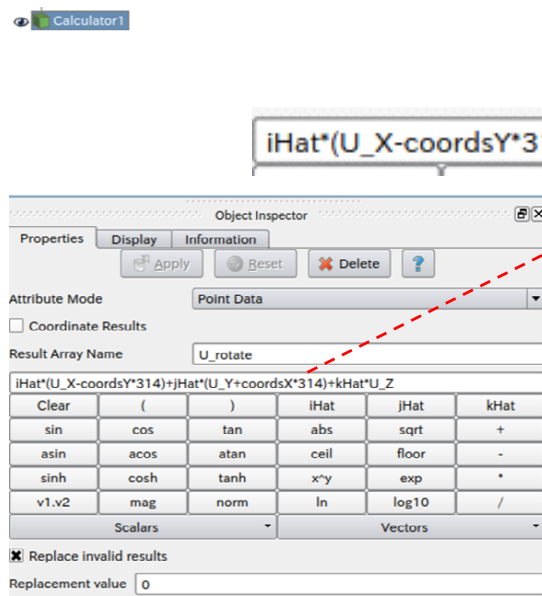 Calculator1
iHat*(U_X-coordsY*3
Object Inspector
Properties Display Information
Apply Reset Delete ?
Attribute Mode Point Data
Coordinate Results
Result Array Name U_rotate
iHat*(U_X-coordsY*314)+jHat*(U_Y+coordsX*314)+kHat*U_Z
Clear ( ) iHat jHat kHat
sin cos tan abs sqrt +
asin acos atan ceil floor -
sinh cosh tanh x^y exp *
v1.v2 mag norm ln log10 /
Scalars Vectors
Replace invalid results
Replacement value 0